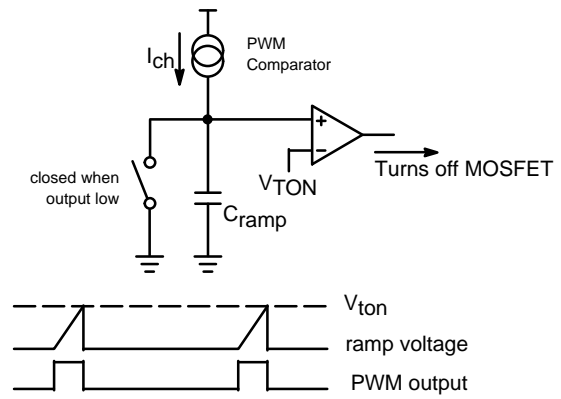 PWM
Comparator
Ich
+
−
closed when
output low
VTON
Turns off MOSFET
Cramp
Vton
ramp voltage
PWM output